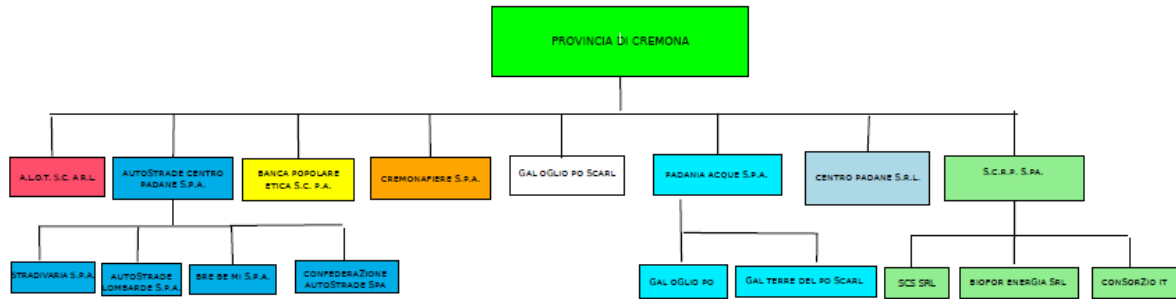 PROVINCIA DI CREMONA
A.L.O.T. S.C. A R.L.
AUTOSTRADE CENTRO
PADANE S.P.A.
BANCA POPOLARE
ETICA S.C. P.A.
CREMONAFIERE S.P.A.
GAL OGLIO PO SCARL
PADANIA ACQUE S.P.A.
CENTRO PADANE S.R.L.
S.C.R.P. S.PA.
STRADIVARIA S.P.A.
AUTOSTRADE
LOMBARDE S.P.A.
BRE BE MI S.P.A.
CONFEDERAZIONE
AUTOSTRADE SPA
GAL OGLIO PO
GAL TERRE DEL PO SCARL
SCS SRL
BIOFOR ENERGIA SRL
CONSORZIO IT